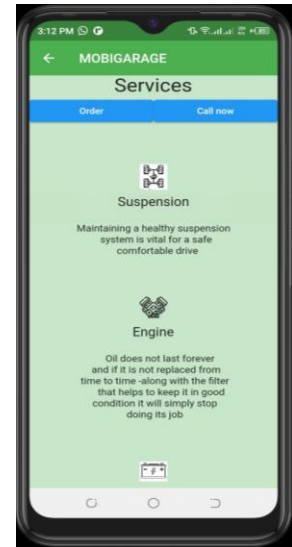 3:12 PM
MOBIGARAGE
Services
Order
Call now
Suspension
Maintaining a healthy suspension
system is vital for a safe
comfortable drive
Engine
Oil does not last forever
and if it is not replaced from
time to time -along with the filter
that helps to keep it in good
condition it will simply stop
doing its job